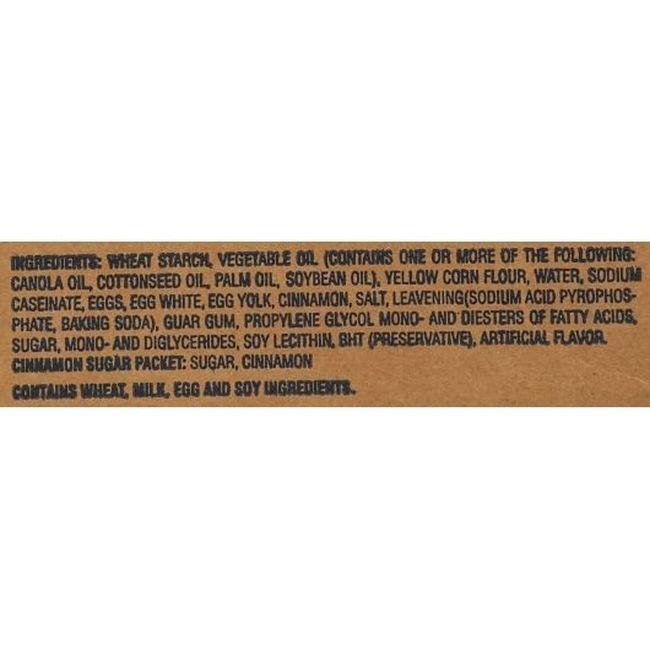 INGREDIENTS: WHEAT STARCH, VEGETABLE OIL (CONTAINS ONE OR MORE OF THE FOLLOWING:
CANOLA OIL, COTTONSEED OIL, PALM OIL, SOYBEAN OIL), YELLOW CORN FLOUR, WATER, SODIUM
CASEINATE, EGGS, EGG WHITE, EGG YOLK, CINNAMON, SALT, LEAVENING(SODIUM ACID PYROPHOS-
PHATE, BAKING SODA), GUAR GUM, PROPYLENE GLYCOL MONO- AND DIESTERS OF FATTY ACIDS,
SUGAR, MONO- AND DIGLYCERIDES, SOY LECITHIN, BHT (PRESERVATIVE), ARTIFICIAL FLAVOR.
CINNAMON SUGAR PACKET: SUGAR, CINNAMON
CONTAINS WHEAT, MILK, EGG AND SOY INGREDIENTS.